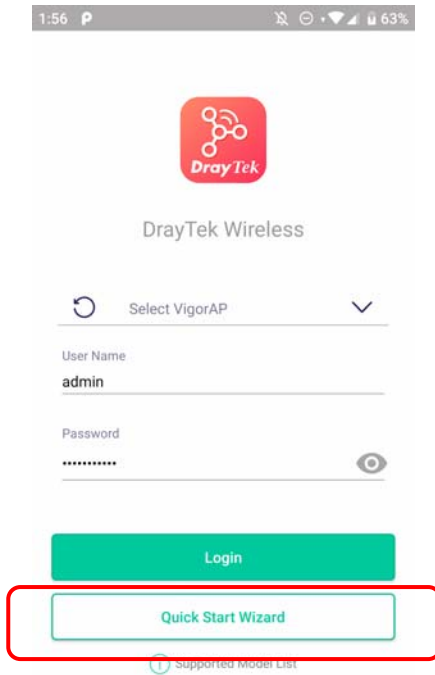 1:56 63%
DrayTek
DrayTek Wireless
Select VigorAP
User Name
admin
Password
•••••••••••
Login
Quick Start Wizard
Supported Model List